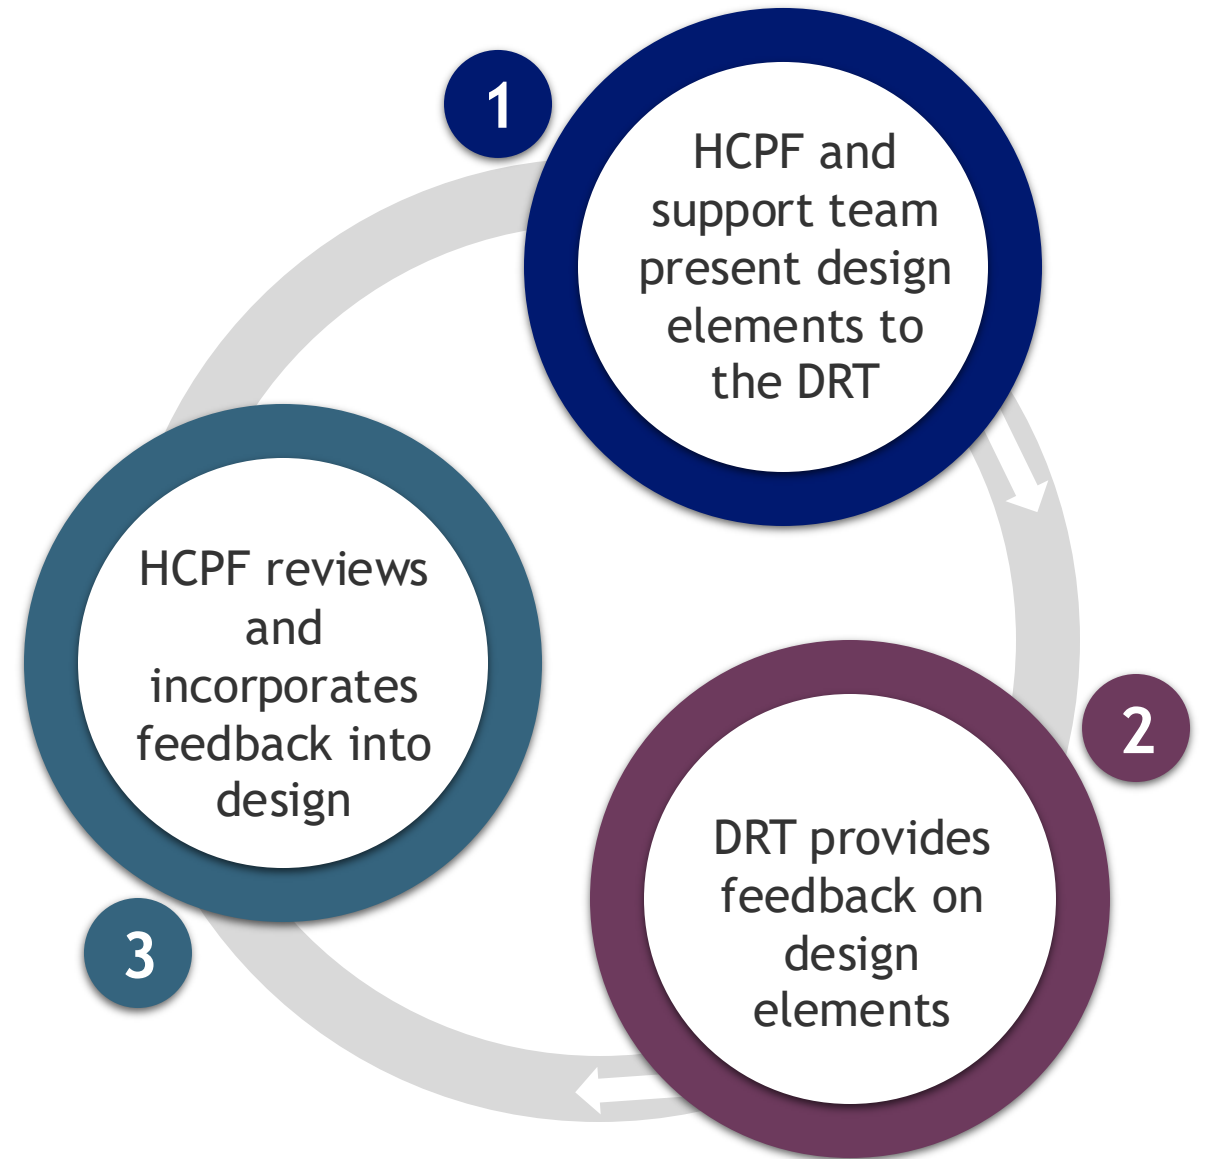 1
HCPF and
support team
present design
elements to
the DRT
2
DRT provides
feedback on
design
elements
3
HCPF reviews
and
incorporates
feedback into
design